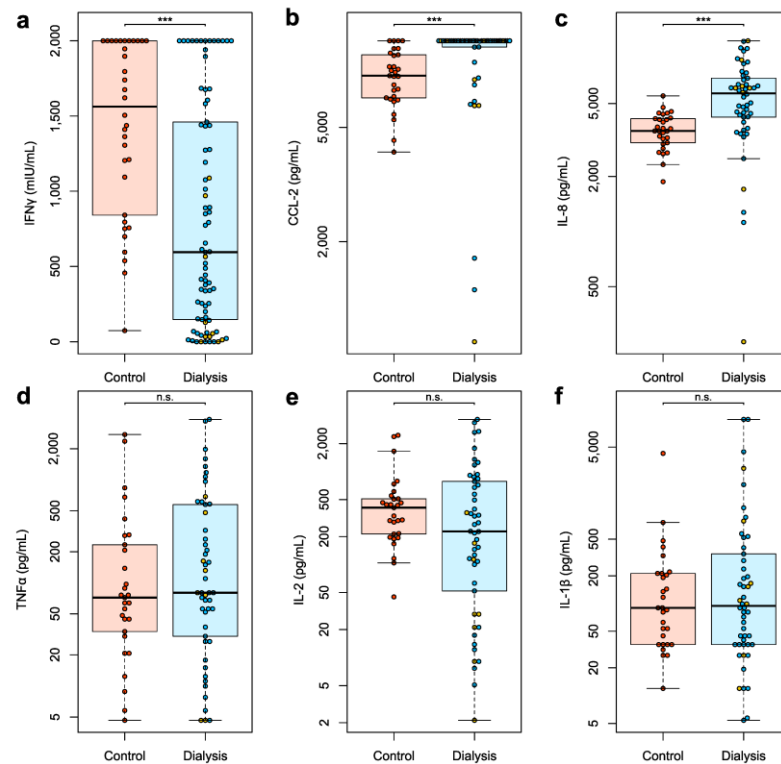 a
***
IFNγ (mIU/mL)
2,000
1,500
1,000
500
0
Control Dialysis
b
***
CCL-2 (pg/mL)
5,000
2,000
Control Dialysis
c
***
IL-8 (pg/mL)
5,000
2,000
500
Control Dialysis
d
n.s.
TNFα (pg/mL)
2,000
500
200
50
20
5
Control Dialysis
e
n.s.
IL-2 (pg/mL)
2,000
500
200
50
20
5
2
Control Dialysis
f
n.s.
IL-1β (pg/mL)
5,000
500
200
50
20
5
Control Dialysis